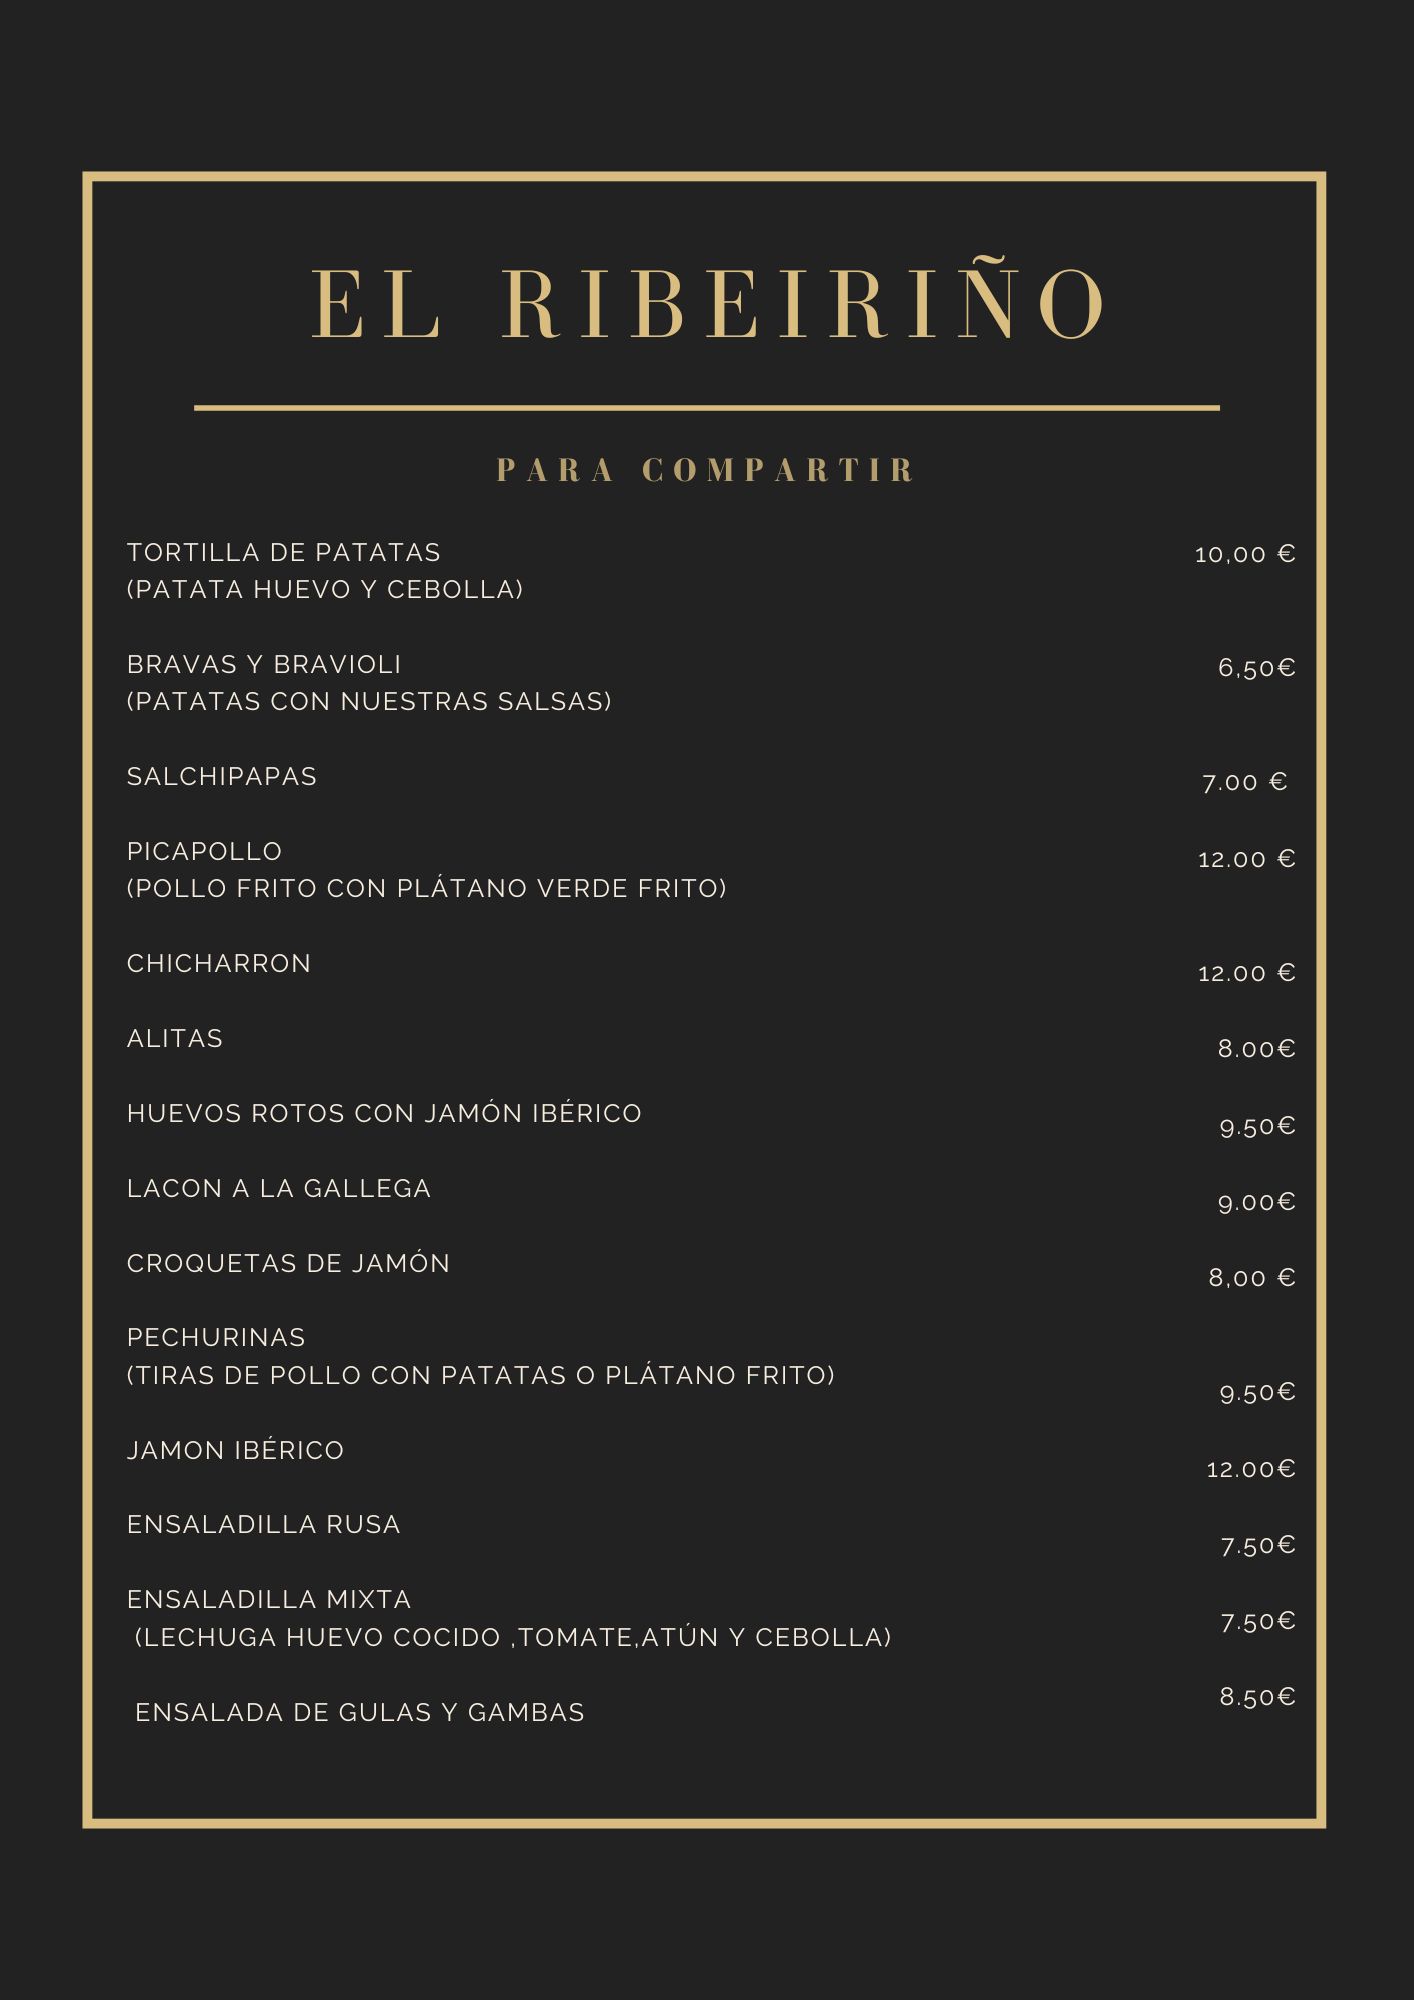 EL RIBEIRIÑO
PARA COMPARTIR
TORTILLA DE PATATAS 10,00 €
(PATATA HUEVO Y CEBOLLA)
BRAVAS Y BRAVIOLI 6,50€
(PATATAS CON NUESTRAS SALSAS)
SALCHIPAPAS 7.00 €
PICAPOLLO 12.00 €
(POLLO FRITO CON PLÁTANO VERDE FRITO)
CHICHARRON 12.00 €
ALITAS 8.00€
HUEVOS ROTOS CON JAMÓN IBÉRICO 9.50€
LACON A LA GALLEGA 9.00€
CROQUETAS DE JAMÓN 8,00 €
PECHURINAS
(TIRAS DE POLLO CON PATATAS O PLÁTANO FRITO) 9.50€
JAMON IBÉRICO 12.00€
ENSALADILLA RUSA 7.50€
ENSALADILLA MIXTA 7.50€
(LECHUGA HUEVO COCIDO ,TOMATE,ATÚN Y CEBOLLA)
ENSALADA DE GULAS Y GAMBAS 8.50€